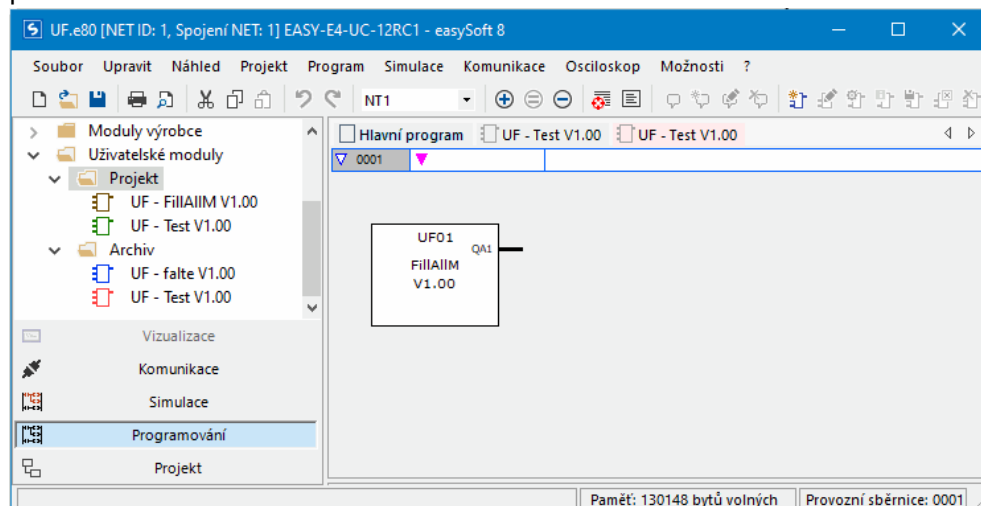 UF.e80 [NET ID: 1, Spojení NET: 1] EASY-E4-UC-12RC1 - easySoft 8
Soubor Upravit Náhled Projekt Program Simulace Komunikace Osciloskop Možnosti ?
NT1
Moduly výrobce
Uživatelské moduly
Projekt
UF - FillAllM V1.00
UF - Test V1.00
Archiv
UF - falte V1.00
UF - Test V1.00
Vizualizace
Komunikace
Simulace
Programování
Projekt
Hlavní program UF - Test V1.00 UF - Test V1.00
0001
UF01
QA1
FillAllM
V1.00
Paměť: 130148 bytů volných Provozní sběrnice: 0001